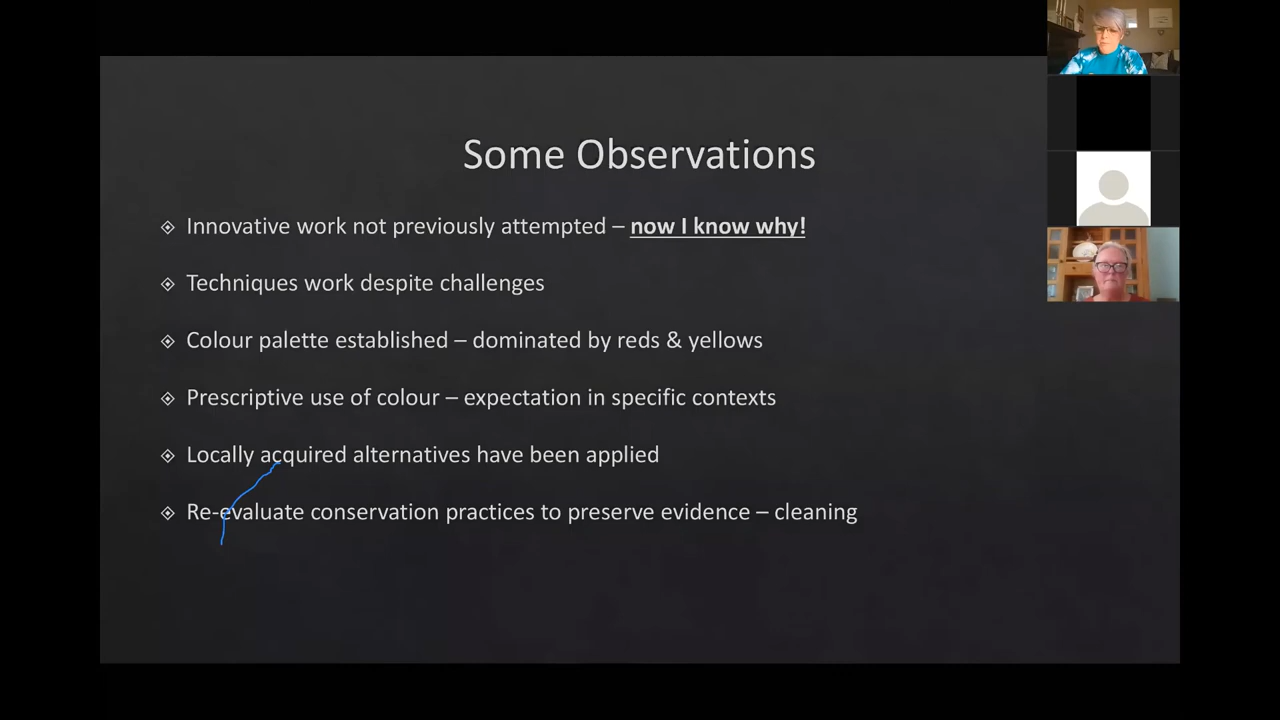 Some Observations
Innovative work not previously attempted – now I know why!
Techniques work despite challenges
Colour palette established – dominated by reds & yellows
Prescriptive use of colour – expectation in specific contexts
Locally acquired alternatives have been applied
Re-evaluate conservation practices to preserve evidence – cleaning